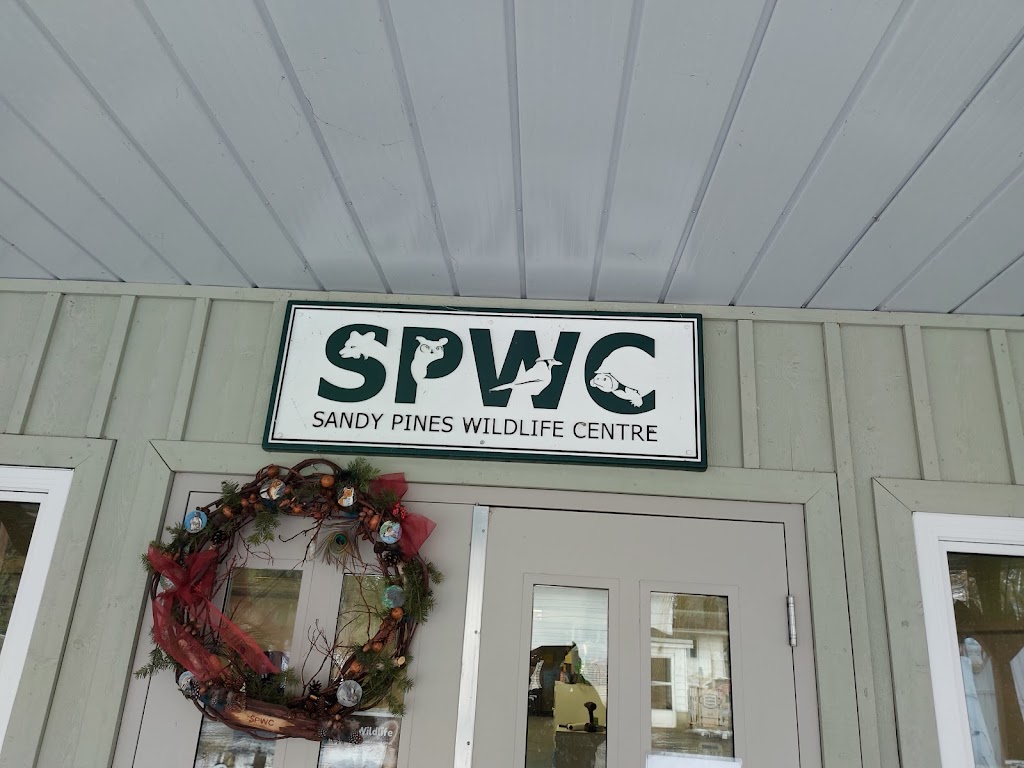 SPWC
SANDY PINES WILDLIFE CENTRE
SPWC
Wildlife